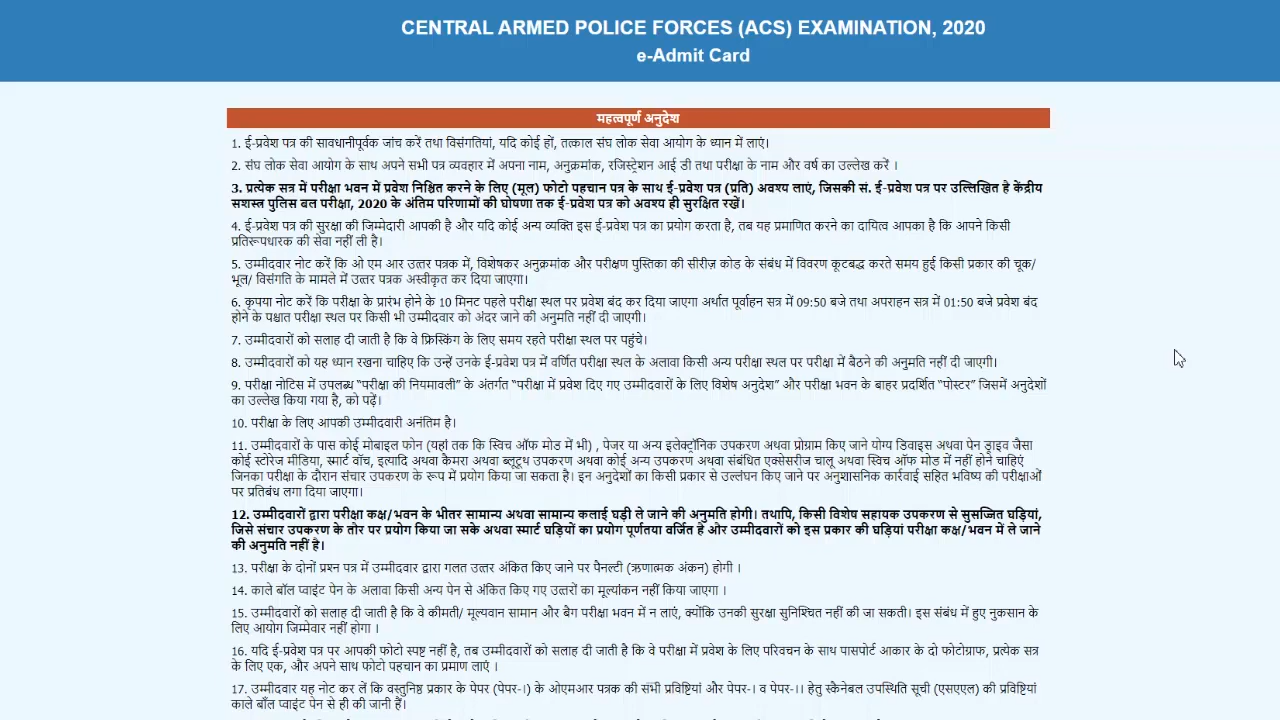 CENTRAL ARMED POLICE FORCES (ACS) EXAMINATION, 2020
e-Admit Card
महत्वपूर्ण अनुदेश
1. ई-प्रवेश पत्र की सावधानीपूर्वक जांच करें तथा विसंगतियां, यदि कोई हों, तत्काल संघ लोक सेवा आयोग के ध्यान में लाएं।
2. संघ लोक सेवा आयोग के साथ अपने सभी पत्र व्यवहार में अपना नाम, अनुक्रमांक, रजिस्ट्रेशन आई डी तथा परीक्षा के नाम और वर्ष का उल्लेख करें ।
3. प्रत्येक सत्र में परीक्षा भवन में प्रवेश निश्चित करने के लिए (मूल) फोटो पहचान पत्र के साथ ई-प्रवेश पत्र (प्रति) अवश्य लाएं, जिसकी सं. ई-प्रवेश पत्र पर उल्लिखित हे केंद्रीय
सशस्त्र पुलिस बल परीक्षा, 2020 के अंतिम परिणामों की घोषणा तक ई-प्रवेश पत्र को अवश्य ही सुरक्षित रखें।
4. ई-प्रवेश पत्र की सुरक्षा की जिम्मेदारी आपकी है और यदि कोई अन्य व्यक्ति इस ई-प्रवेश पत्र का प्रयोग करता है, तब यह प्रमाणित करने का दायित्व आपका है कि आपने किसी
प्रतिरूपधारक की सेवा नहीं ली है।
5. उम्मीदवार नोट करें कि ओ एम आर उत्तर पत्रक में, विशेषकर अनुक्रमांक और परीक्षण पुस्तिका की सीरीज़ कोड के संबंध में विवरण कूटबद्ध करते समय हुई किसी प्रकार की चूक/
भूल/ विसंगति के मामले में उत्तर पत्रक अस्वीकृत कर दिया जाएगा।
6. कृपया नोट करें कि परीक्षा के प्रारंभ होने के 10 मिनट पहले परीक्षा स्थल पर प्रवेश बंद कर दिया जाएगा अर्थात पूर्वाहन सत्र में 09:50 बजे तथा अपराहन सत्र में 01:50 बजे प्रवेश बंद
होने के पश्चात परीक्षा स्थल पर किसी भी उम्मीदवार को अंदर जाने की अनुमति नहीं दी जाएगी।
7. उम्मीदवारों को सलाह दी जाती है कि वे फ्रिस्किंग के लिए समय रहते परीक्षा स्थल पर पहुंचे।
8. उम्मीदवारों को यह ध्यान रखना चाहिए कि उन्हें उनके ई-प्रवेश पत्र में वर्णित परीक्षा स्थल के अलावा किसी अन्य परीक्षा स्थल पर परीक्षा में बैठने की अनुमति नहीं दी जाएगी।
9. परीक्षा नोटिस में उपलब्ध “परीक्षा की नियमावली” के अंतर्गत “परीक्षा में प्रवेश दिए गए उम्मीदवारों के लिए विशेष अनुदेश” और परीक्षा भवन के बाहर प्रदर्शित “पोस्टर” जिसमें अनुदेशों
का उल्लेख किया गया है, को पढ़ें।
10. परीक्षा के लिए आपकी उम्मीदवारी अनंतिम है।
11. उम्मीदवारों के पास कोई मोबाइल फोन (यहां तक कि स्विच ऑफ मोड में भी) , पेजर या अन्य इलेक्ट्रॉनिक उपकरण अथवा प्रोग्राम किए जाने योग्य डिवाइस अथवा पेन ड्राइव जैसा
कोई स्टोरेज मीडिया, स्मार्ट वॉच, इत्यादि अथवा कैमरा अथवा ब्लूटूथ उपकरण अथवा कोई अन्य उपकरण अथवा संबंधित एक्सेसरीज चालू अथवा स्विच ऑफ मोड में नहीं होने चाहिएं
जिनका परीक्षा के दौरान संचार उपकरण के रूप में प्रयोग किया जा सकता है। इन अनुदेशों का किसी प्रकार से उल्लंघन किए जाने पर अनुशासनिक कार्रवाई सहित भविष्य की परीक्षाओं
पर प्रतिबंध लगा दिया जाएगा।
12. उम्मीदवारों द्वारा परीक्षा कक्ष/भवन के भीतर सामान्य अथवा सामान्य कलाई घड़ी ले जाने की अनुमति होगी। तथापि, किसी विशेष सहायक उपकरण से सुसज्जित घड़ियां,
जिसे संचार उपकरण के तौर पर प्रयोग किया जा सके अथवा स्मार्ट घड़ियों का प्रयोग पूर्णतया वर्जित है और उम्मीदवारों को इस प्रकार की घड़ियां परीक्षा कक्ष/भवन में ले जाने
की अनुमति नहीं है।
13. परीक्षा के दोनों प्रश्न पत्र में उम्मीदवार द्वारा गलत उत्तर अंकित किए जाने पर पैनल्टी (ऋणात्मक अंकन) होगी ।
14. काले बॉल प्वाइंट पेन के अलावा किसी अन्य पेन से अंकित किए गए उत्तरों का मूल्यांकन नहीं किया जाएगा ।
15. उम्मीदवारों को सलाह दी जाती है कि वे कीमती/ मूल्यवान सामान और बैग परीक्षा भवन में न लाएं, क्योंकि उनकी सुरक्षा सुनिश्चित नहीं की जा सकती। इस संबंध में हुए नुकसान के
लिए आयोग जिम्मेवार नहीं होगा ।
16. यदि ई-प्रवेश पत्र पर आपकी फोटो स्पष्ट नहीं है, तब उम्मीदवारों को सलाह दी जाती है कि वे परीक्षा में प्रवेश के लिए परिवचन के साथ पासपोर्ट आकार के दो फोटोग्राफ, प्रत्येक सत्र
के लिए एक, और अपने साथ फोटो पहचान का प्रमाण लाएं ।
17. उम्मीदवार यह नोट कर लें कि वस्तुनिष्ठ प्रकार के पेपर (पेपर-।) के ओएमआर पत्रक की सभी प्रविष्टियां और पेपर-। व पेपर-।। हेतु स्कैनेबल उपस्थिति सूची (एसएएल) की प्रविष्टियां
काले बॉल प्वाइंट पेन से ही की जानी हैं।